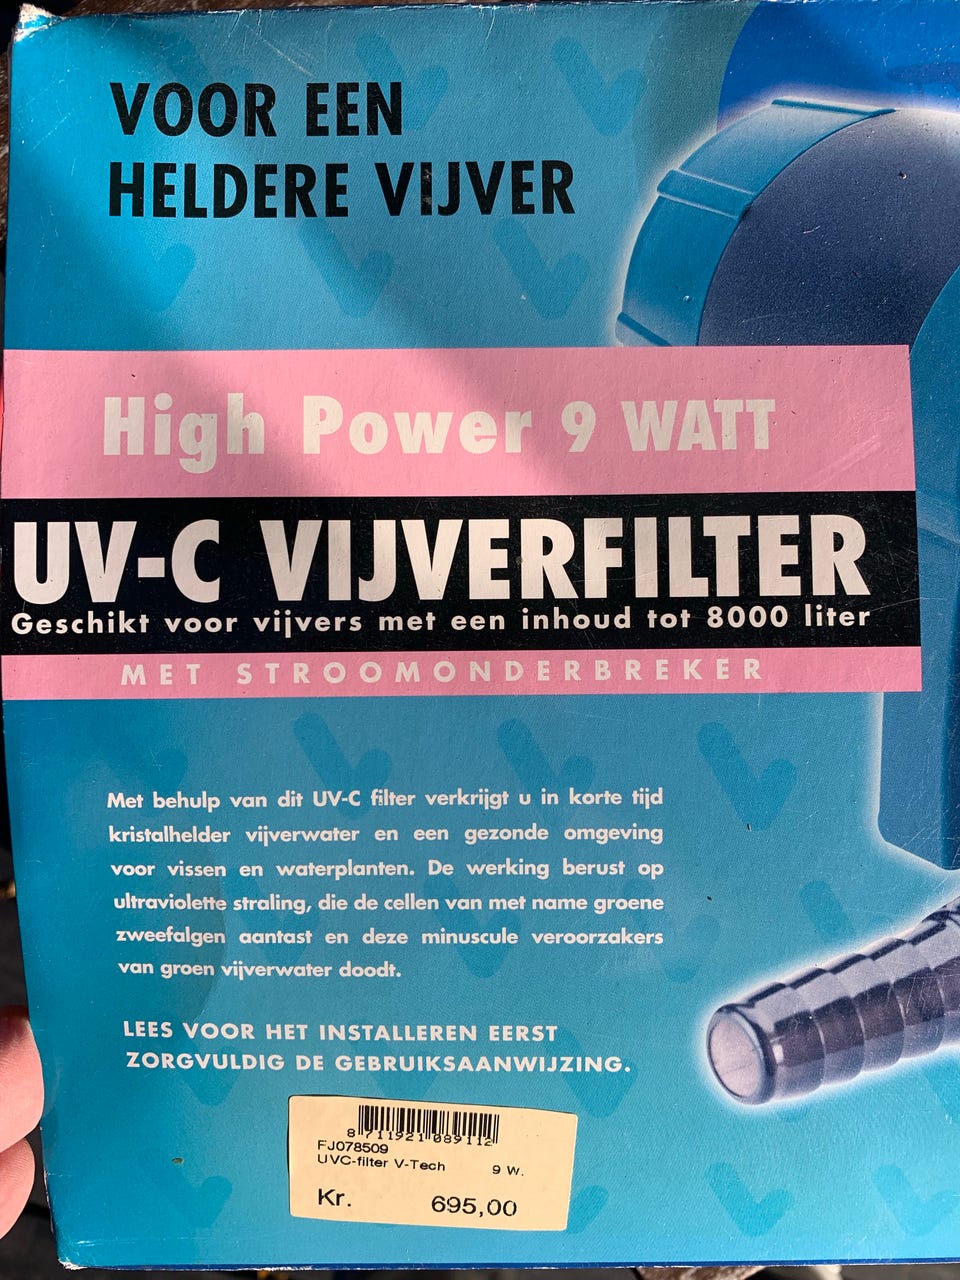 VOOR EEN
HELDERE VIJVER
High Power 9 WATT
UV-C VIJVERFILTER
Geschikt voor vijvers met een inhoud tot 8000 liter
MET STROOMONDERBREKER
Met behulp van dit UV-C filter verkrijgt u in korte tijd
kristalhelder vijverwater en een gezonde omgeving
voor vissen en waterplanten. De werking berust op
ultraviolette straling, die de cellen van met name groene
zweefalgen aantast en deze minuscule veroorzakers
van groen vijverwater doodt.
LEES VOOR HET INSTALLEREN EERST
ZORGVULDIG DE GEBRUIKSAANWIJZING.
8 711921 089112
FJ078509
UVC-filter V-Tech 9 W.
Kr. 695,00